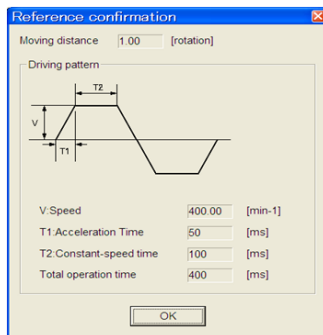 Reference confirmation
Moving distance 1.00 [rotation]
Driving pattern
T2
V
T1
V:Speed 400.00 [min-1]
T1:Acceleration Time 50 [ms]
T2:Constant-speed time 100 [ms]
Total operation time 400 [ms]
OK